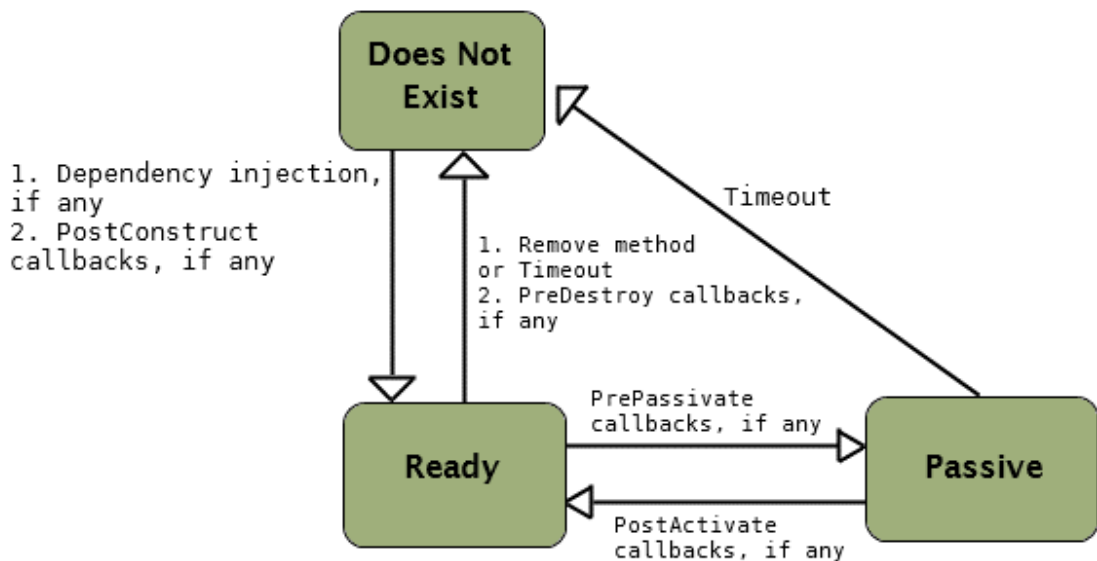 Does Not
Exist
1. Dependency injection,
if any
2. PostConstruct
callbacks, if any
1. Remove method
or Timeout
2. PreDestroy callbacks,
if any
Timeout
Ready
PrePassivate
callbacks, if any
Passive
PostActivate
callbacks, if any